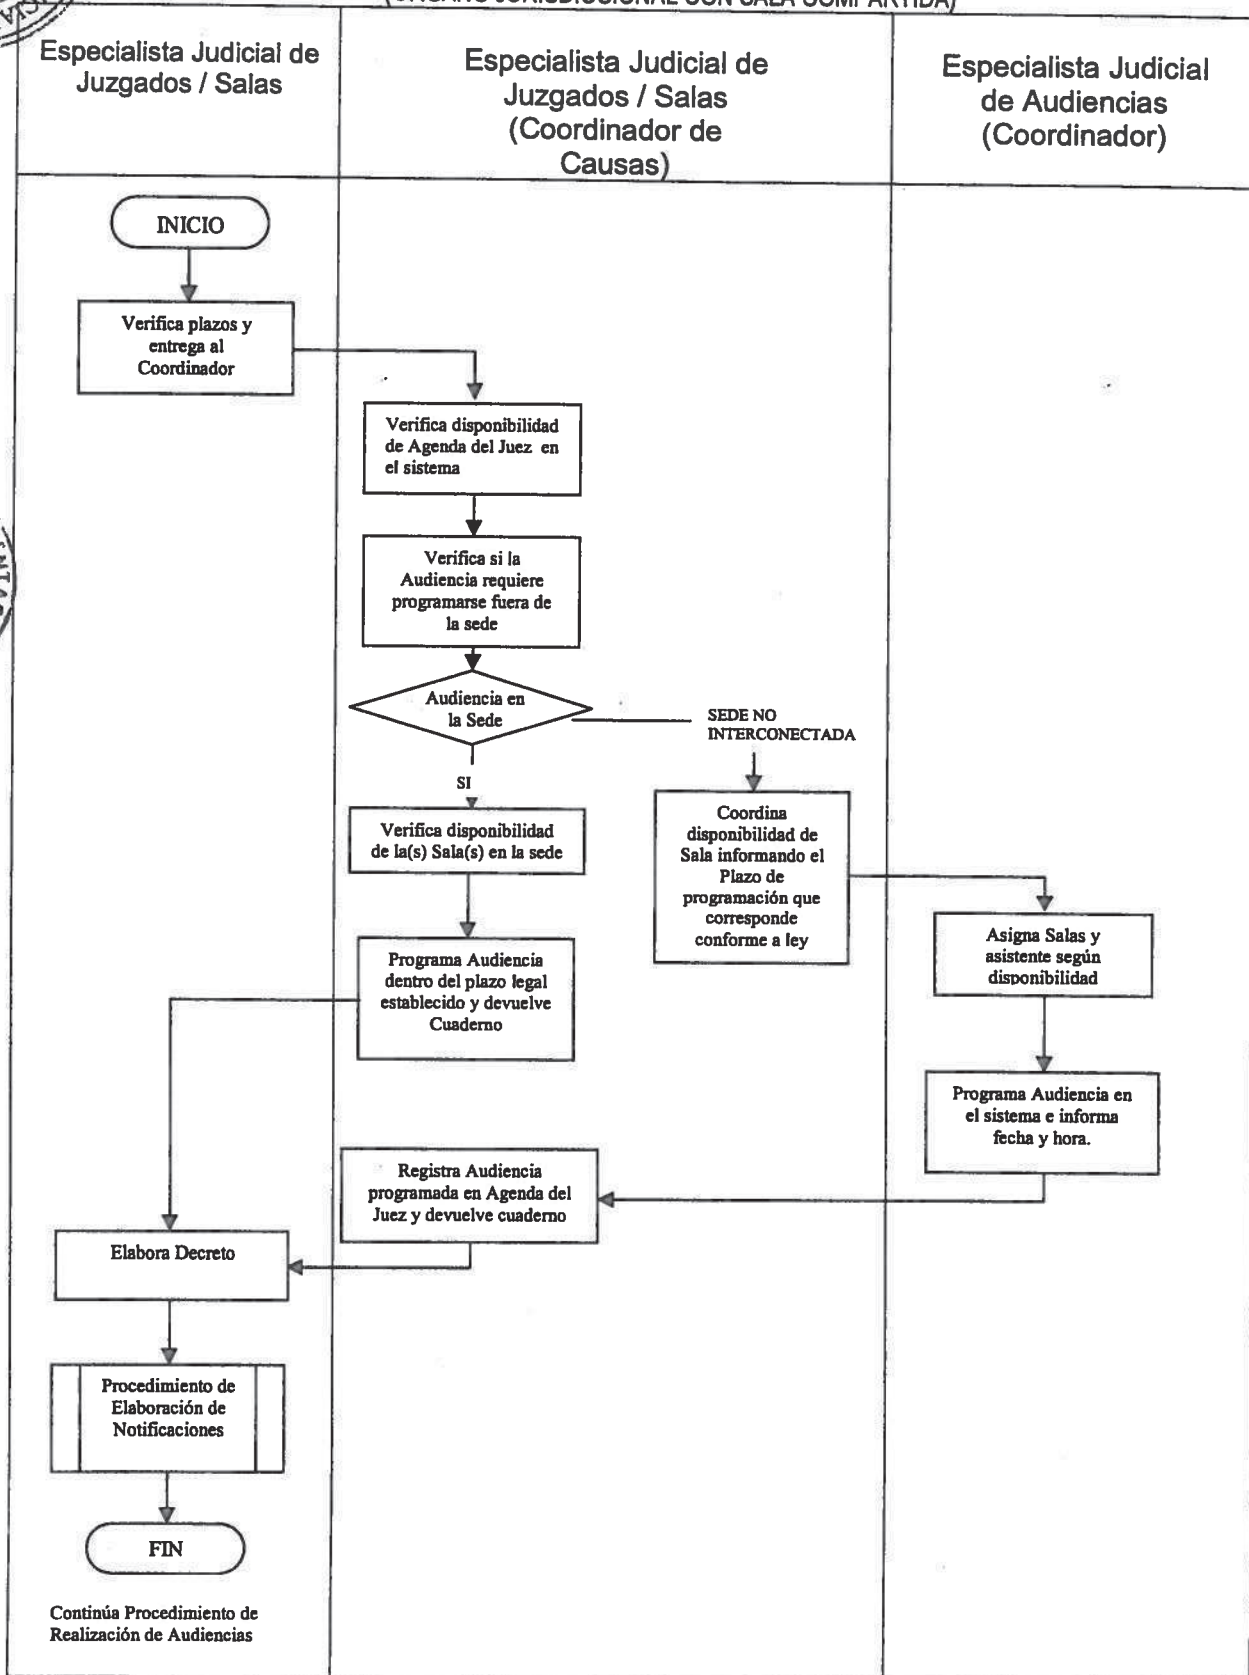 (ÓRGANO JURISDICCIONAL CON SALA COMPARTIDA)
Especialista Judicial de
Juzgados / Salas
Especialista Judicial de
Juzgados / Salas
(Coordinador de
Causas)
Especialista Judicial
de Audiencias
(Coordinador)
INICIO
Verifica plazos y
entrega al
Coordinador
Verifica disponibilidad
de Agenda del Juez en
el sistema
Verifica si la
Audiencia requiere
programarse fuera de
la sede
Audiencia en
la Sede
SEDE NO
INTERCONECTADA
SI
Verifica disponibilidad
de la(s) Sala(s) en la sede
Coordina
disponibilidad de
Sala informando el
Plazo de
programación que
corresponde
conforme a ley
Asigna Salas y
asistente según
disponibilidad
Programa Audiencia
dentro del plazo legal
establecido y devuelve
Cuaderno
Programa Audiencia en
el sistema e informa
fecha y hora.
Registra Audiencia
programada en Agenda del
Juez y devuelve cuaderno
Elabora Decreto
Procedimiento de
Elaboración de
Notificaciones
FIN
Continúa Procedimiento de
Realización de Audiencias